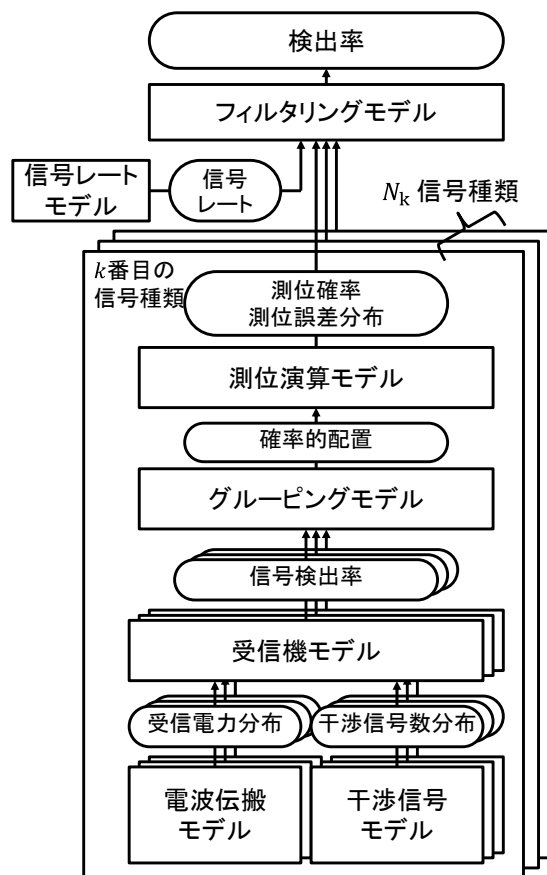 検出率
フィルタリングモデル
信号レート
モデル
信号
レート
N_k 信号種類
k番目の
信号種類
測位確率
測位誤差分布
測位演算モデル
確率的配置
グルーピングモデル
信号検出率
受信機モデル
受信電力分布
干渉信号数分布
電波伝搬
モデル
干渉信号
モデル